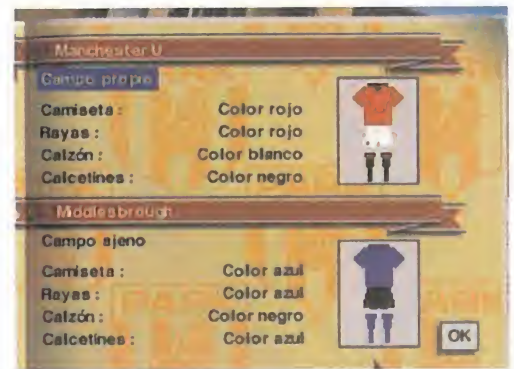 Manchester U
Campo propio
Camiseta : Color rojo
Rayas : Color rojo
Calzón : Color blanco
Calcetines : Color negro
Middlesbrough
Campo ajeno
Camiseta : Color azul
Rayas : Color azul
Calzón : Color negro
Calcetines : Color azul
OK